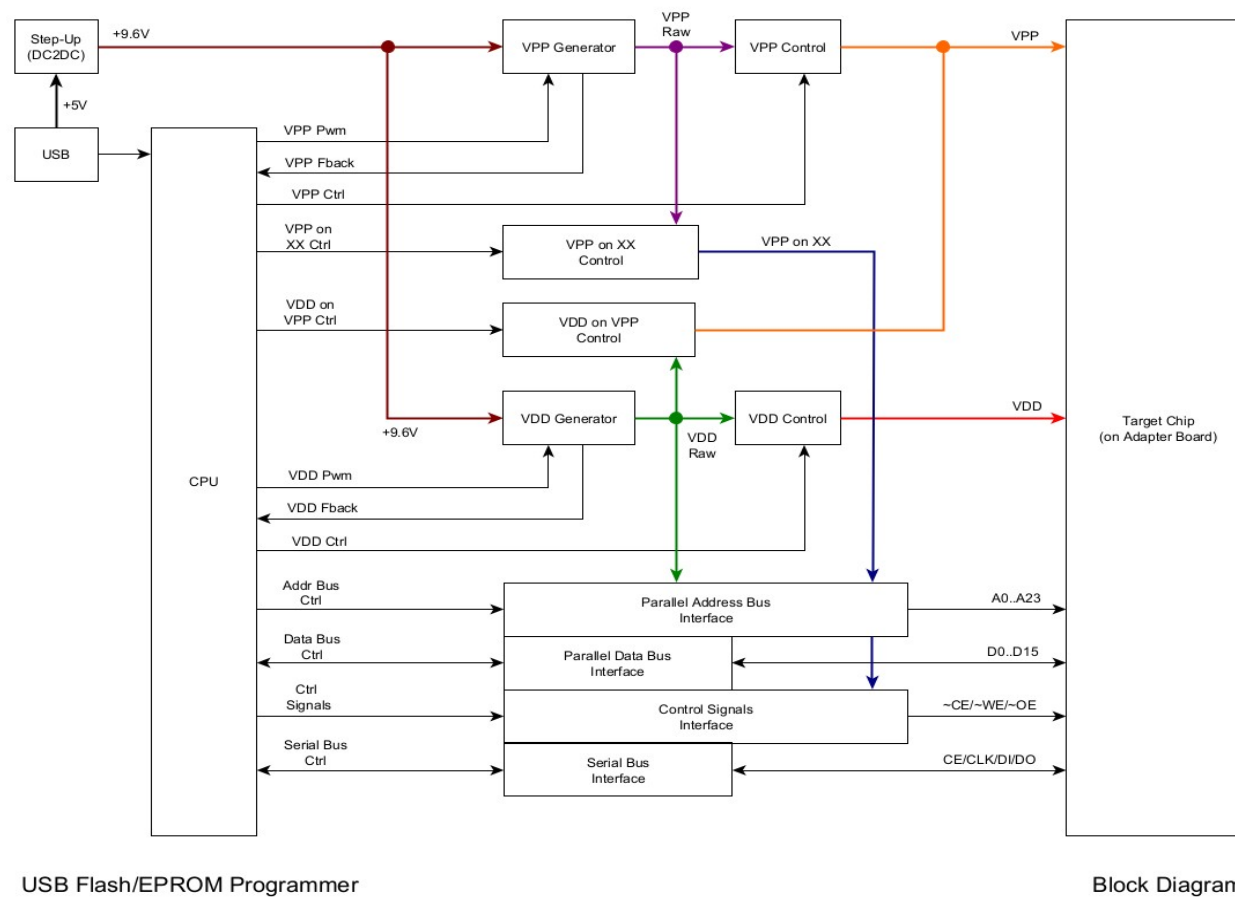 Step-Up
(DC2DC)
+9.6V
VPP Generator
VPP
Raw
VPP Control
VPP
+5V
USB
VPP Pwm
VPP Fback
VPP Ctrl
VPP on
XX Ctrl
VPP on XX
Control
VPP on XX
VDD on
VPP Ctrl
VDD on VPP
Control
+9.6V
VDD Generator
VDD
Raw
VDD Control
VDD
Target Chip
(on Adapter Board)
CPU
VDD Pwm
VDD Fback
VDD Ctrl
Addr Bus
Ctrl
Parallel Address Bus
Interface
A0..A23
Data Bus
Ctrl
Parallel Data Bus
Interface
D0..D15
Ctrl
Signals
Control Signals
Interface
~CE/~WE/~OE
Serial Bus
Ctrl
Serial Bus
Interface
CE/CLK/DI/DO
USB Flash/EPROM Programmer
Block Diagram